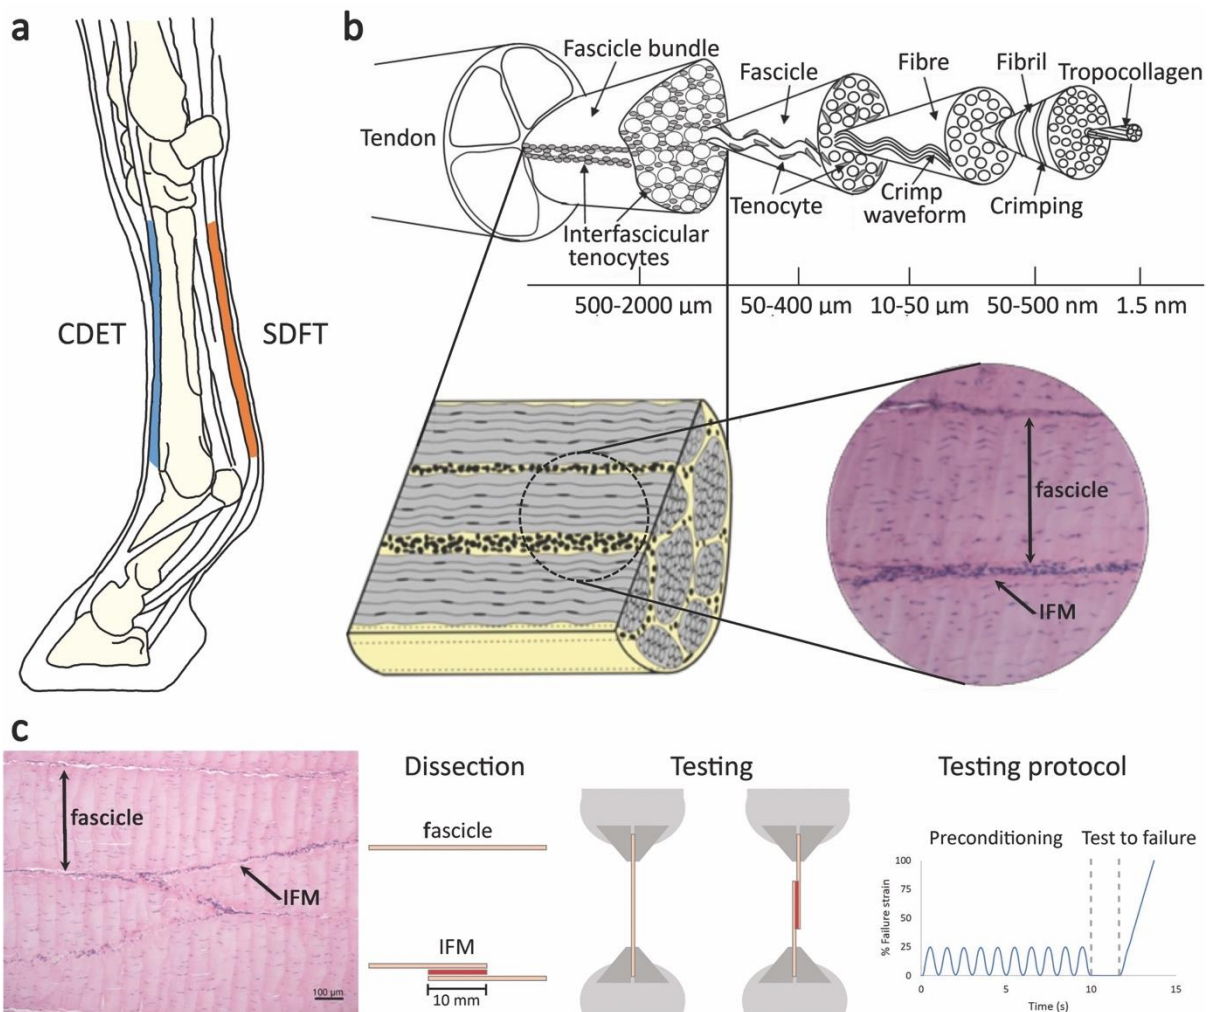 a
b
Fascicle bundle
Fascicle
Fibre
Fibril
Tropocollagen
Tendon
Interfascicular
tenocytes
Tenocyte
Crimp
waveform
Crimping
500-2000 µm
50-400 µm
10-50 µm
50-500 nm
1.5 nm
CDET
SDFT
fascicle
IFM
c
fascicle
IFM
100 µm
Dissection
fascicle
IFM
10 mm
Testing
Testing protocol
Preconditioning
Test to failure
% Failure strain
100
75
50
25
0
0
5
10
15
Time (s)